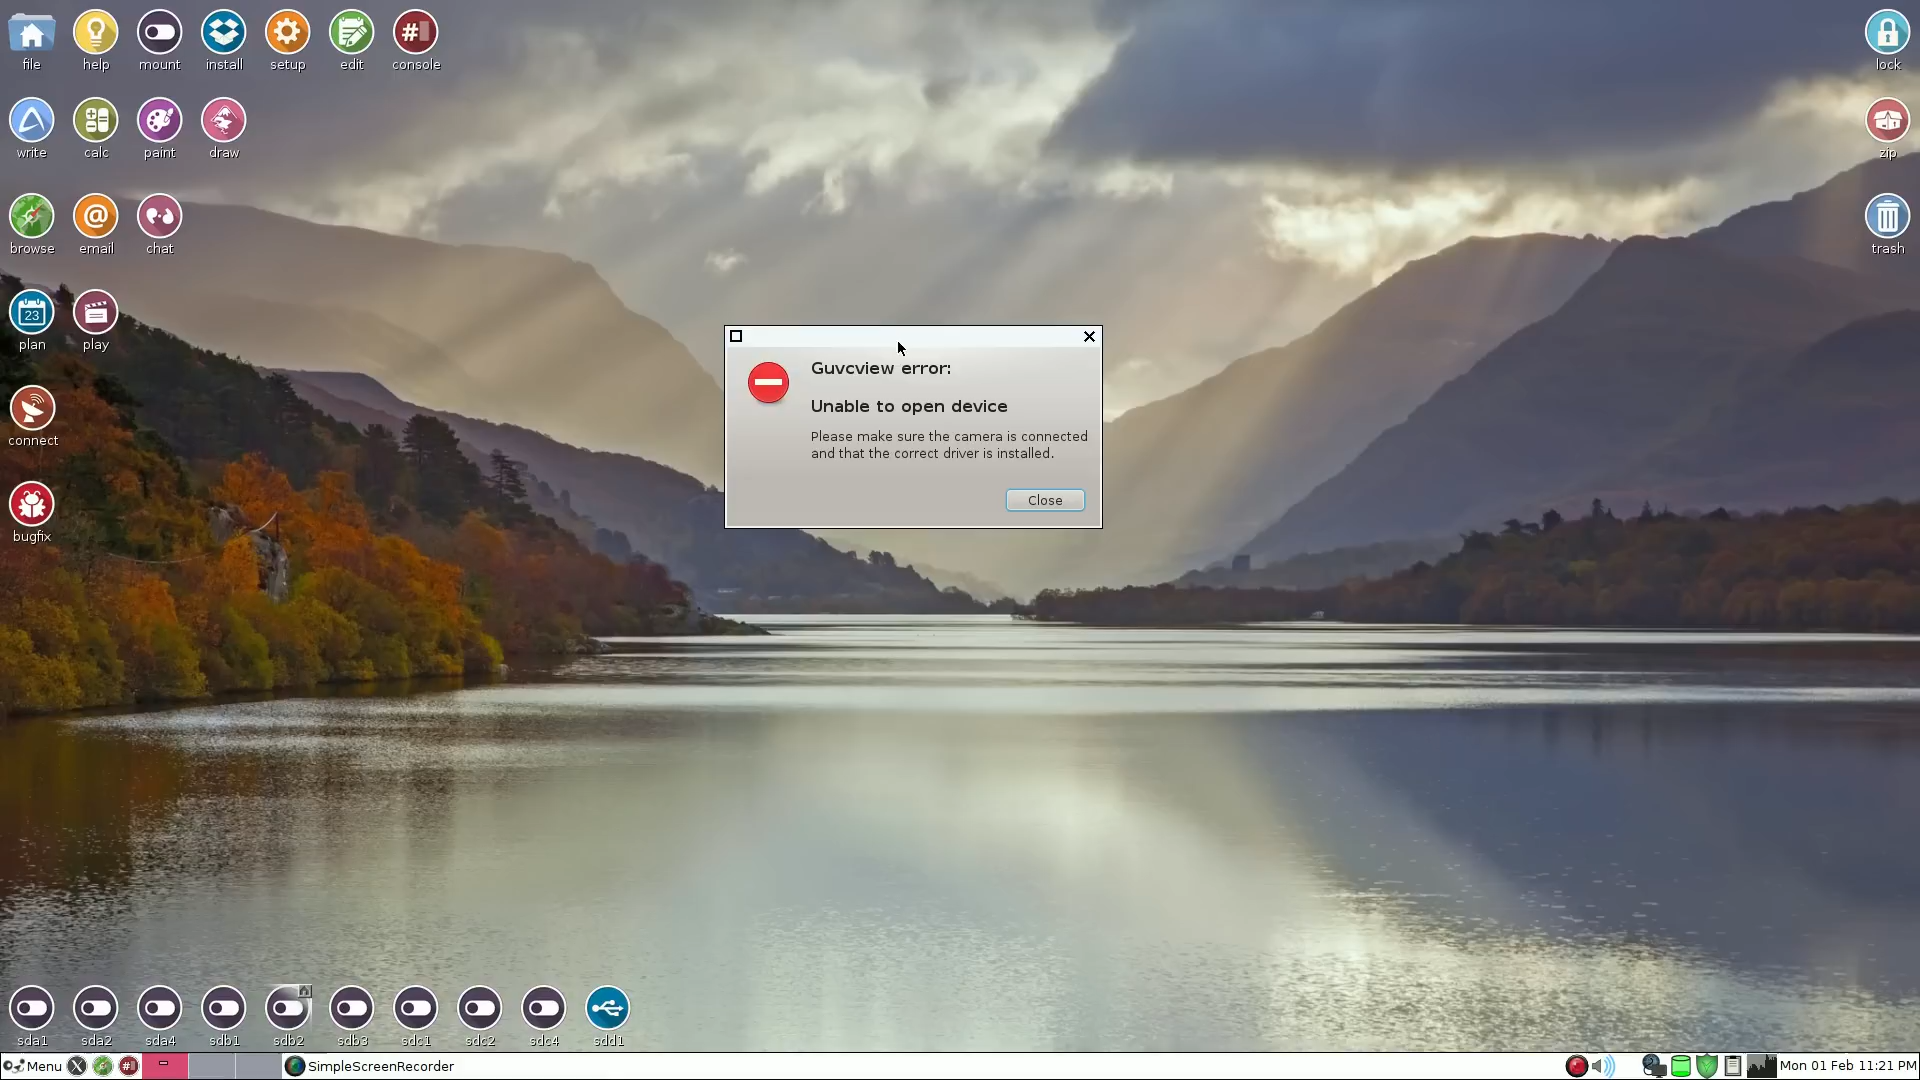 file help mount install setup edit console lock
write calc paint draw zip
browse email chat trash
plan play
23
connect
bugfix
Guvcview error:
Unable to open device
Please make sure the camera is connected
and that the correct driver is installed.
Close
sda1 sda2 sda4 sdb1 sdb2 sdb3 sdc1 sdc2 sdc4 sdd1
Menu SimpleScreenRecorder Mon 01 Feb 11:21 PM